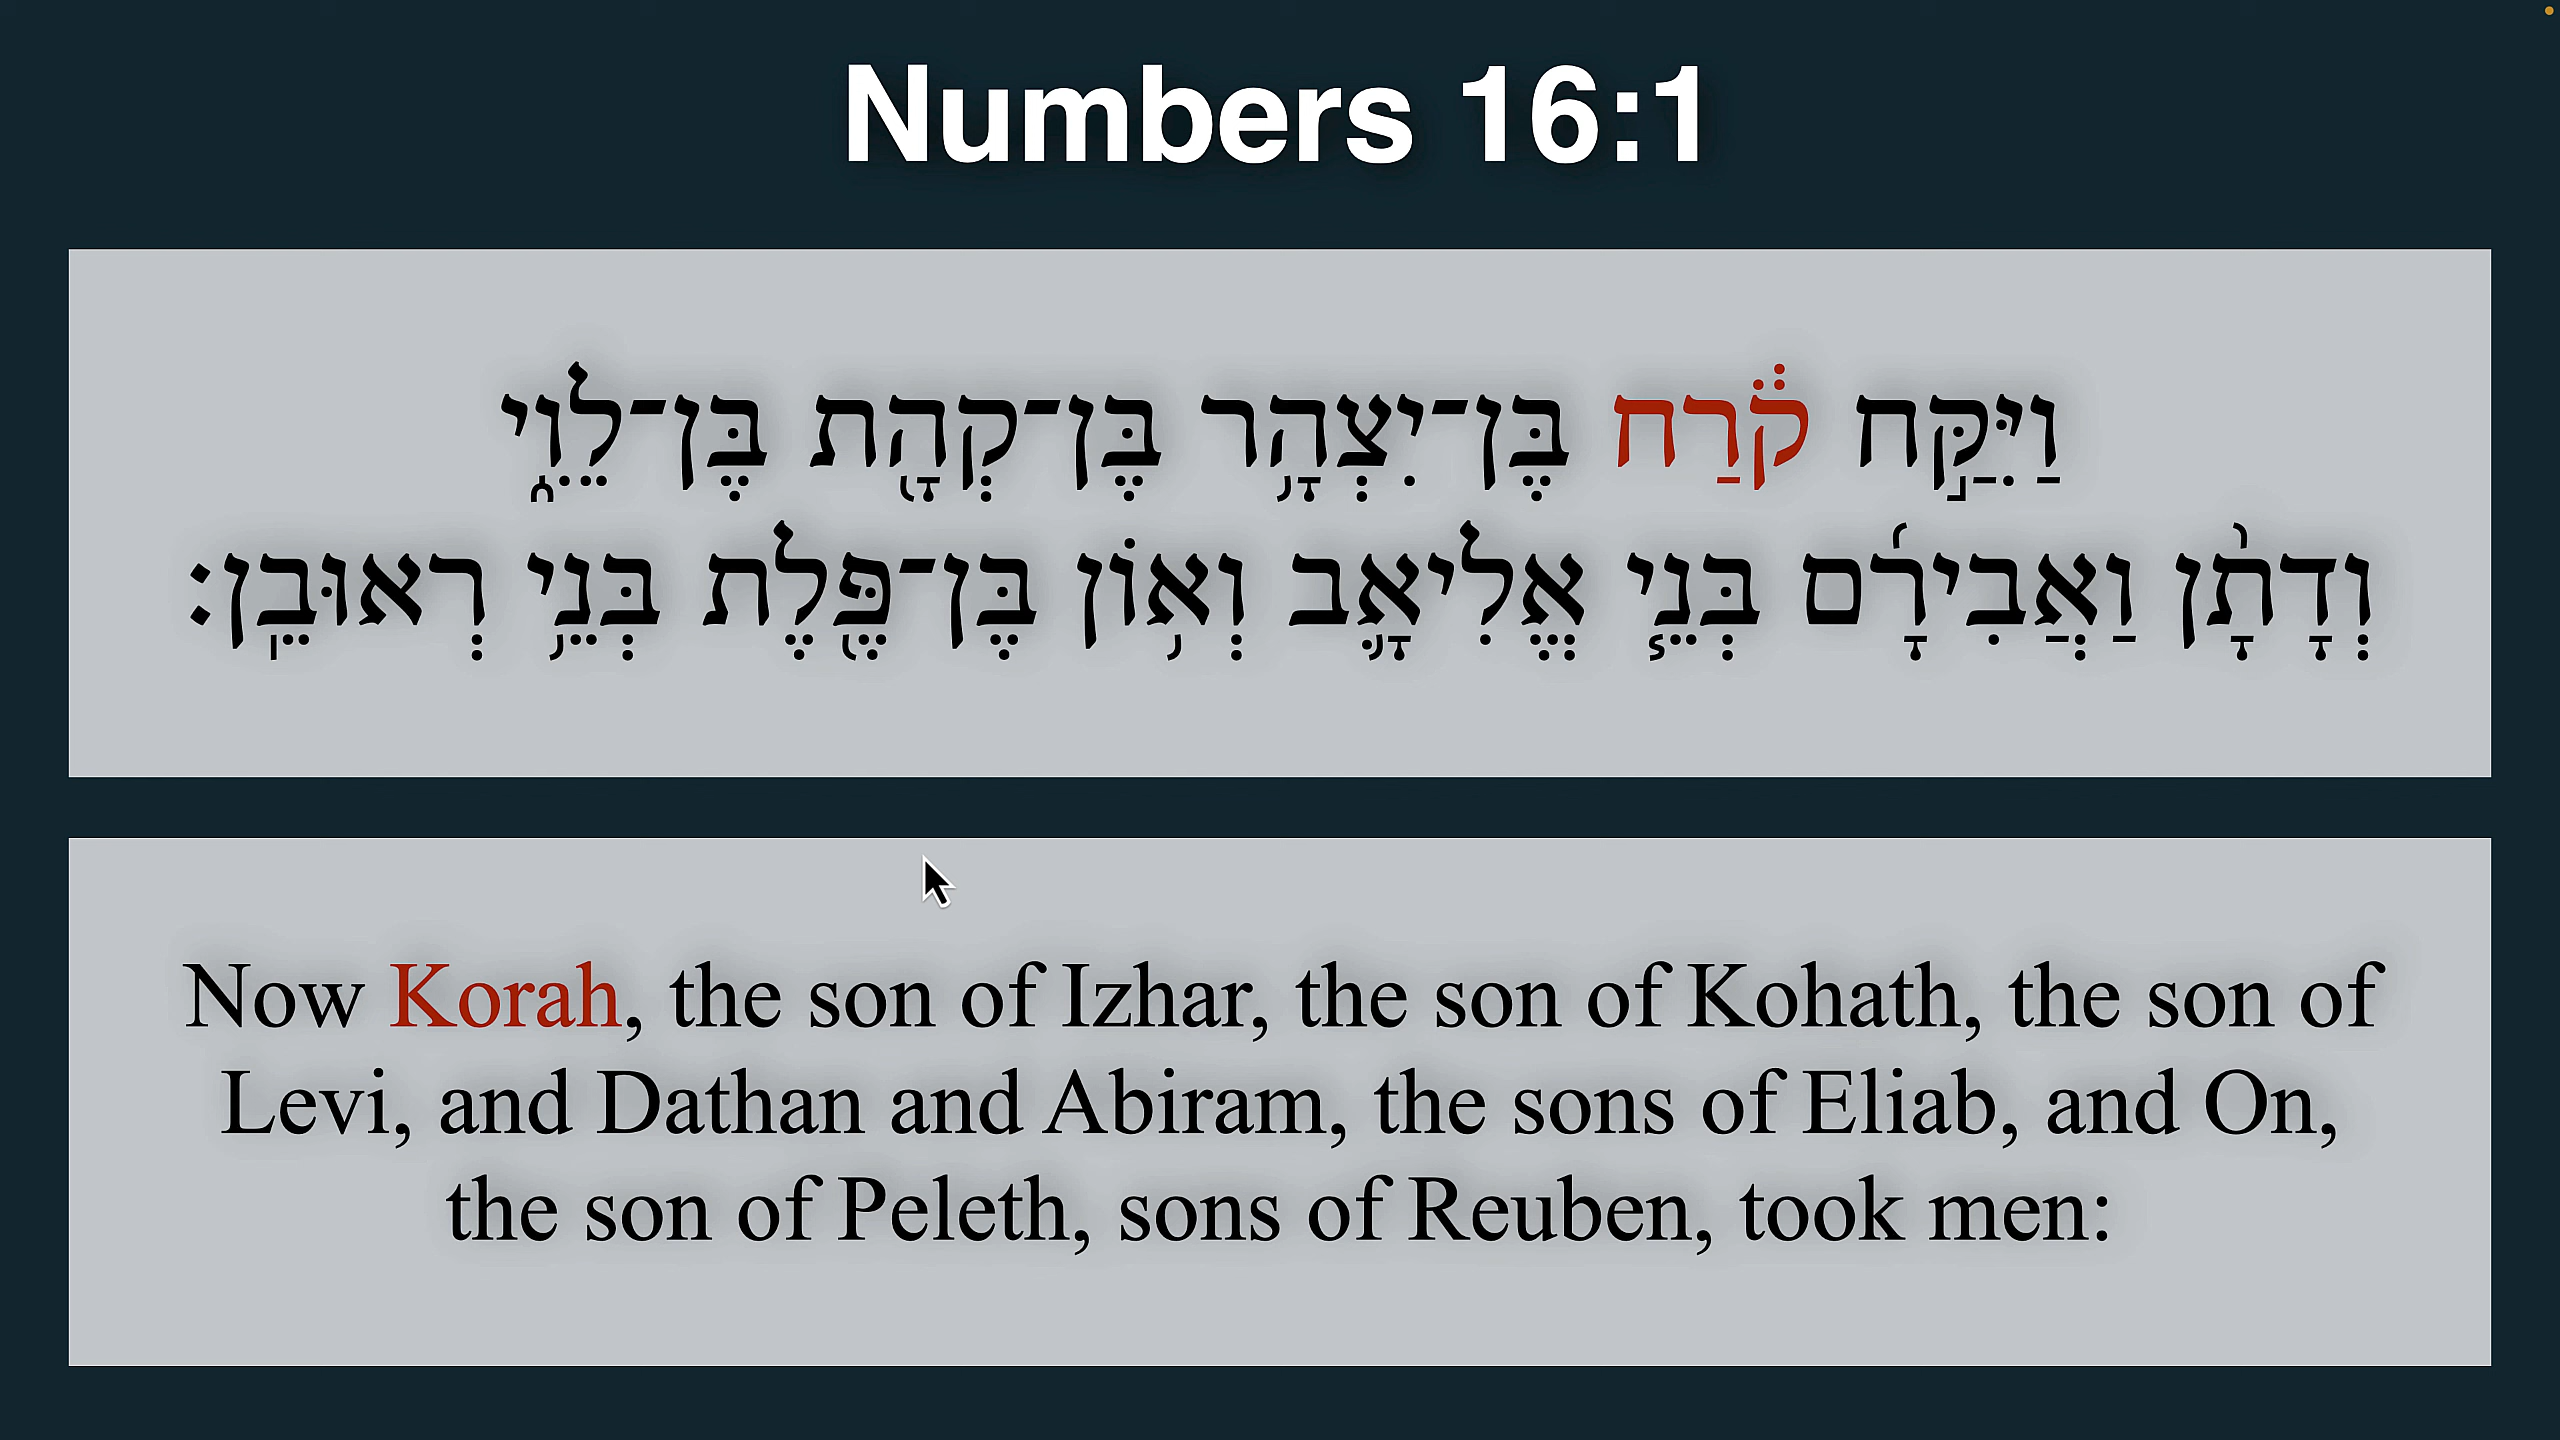 Numbers 16:1
וַיִּקַּ֣ח קֹ֔רַח בֶּן־יִצְהָ֥ר בֶּן־קְהָ֖ת בֶּן־לֵוִ֑י
וְדָתָ֨ן וַאֲבִירָ֜ם בְּנֵ֧י אֱלִיאָ֛ב וְא֥וֹן בֶּן־פֶּ֖לֶת בְּנֵ֥י רְאוּבֵֽן׃
Now Korah, the son of Izhar, the son of Kohath, the son of
Levi, and Dathan and Abiram, the sons of Eliab, and On,
the son of Peleth, sons of Reuben, took men: